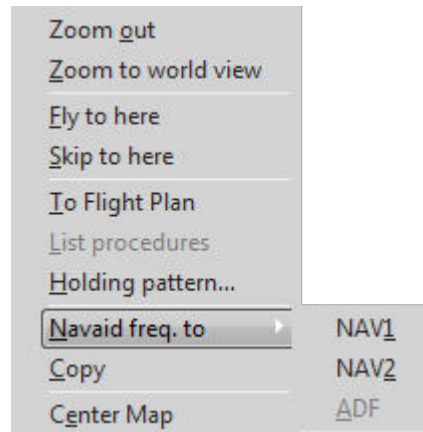 Zoom out
Zoom to world view
Fly to here
Skip to here
To Flight Plan
List procedures
Holding pattern...
Navaid freq. to
NAV1
Copy
NAV2
Center Map
ADF